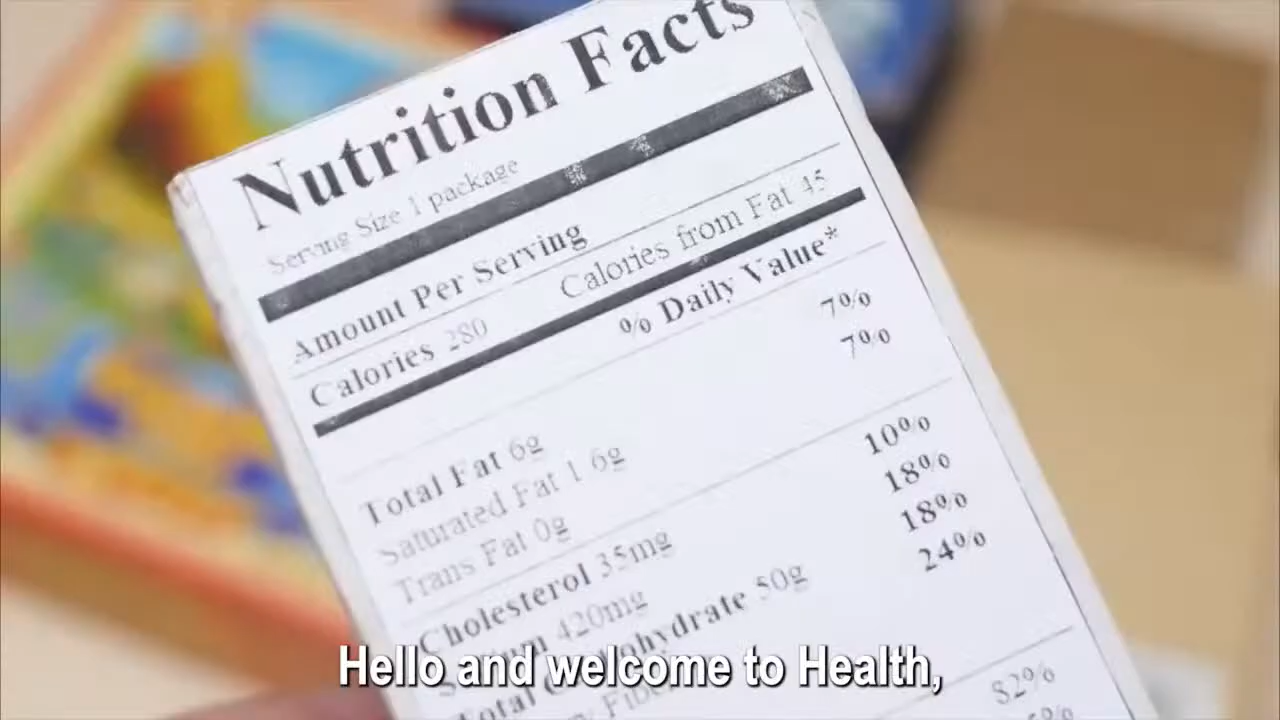 Nutrition Facts
Serving Size 1 package
Amount Per Serving
Calories 280 Calories from Fat 45
% Daily Value*
Total Fat 6g 7%
Saturated Fat 1 6g 7%
Trans Fat 0g
Cholesterol 35mg 10%
420mg 18%
50g 18%
24%
82%
Hello and welcome to Health,